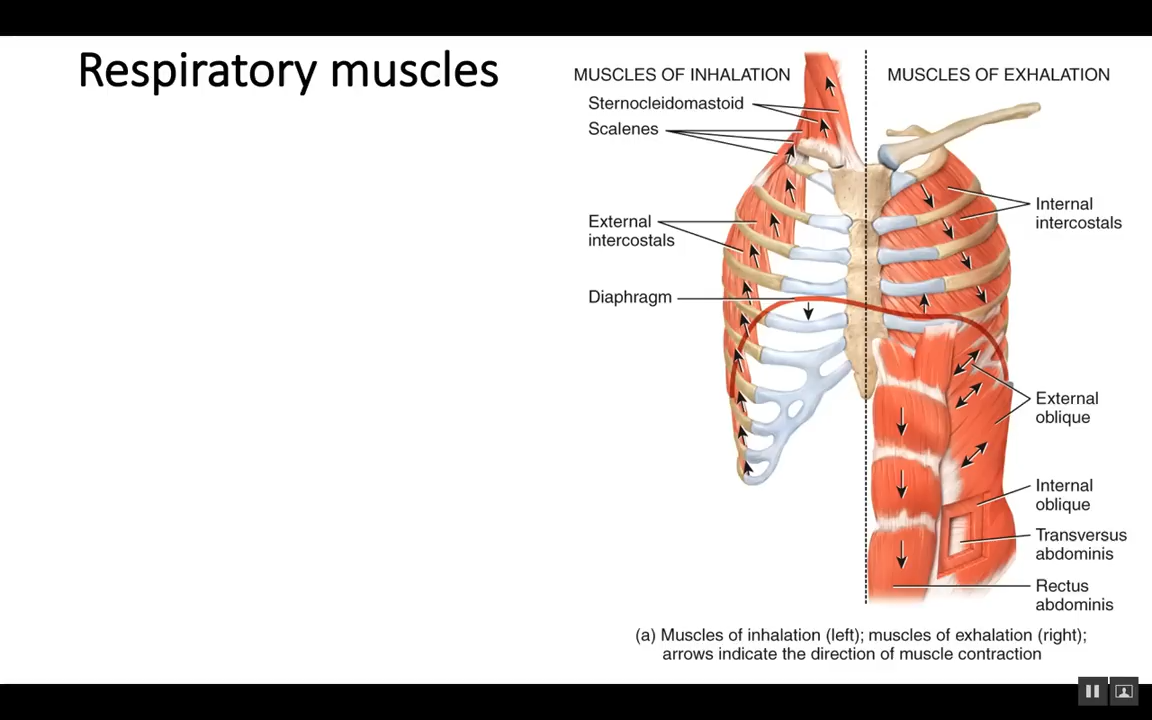 Respiratory muscles
MUSCLES OF INHALATION
Sternocleidomastoid
Scalenes
External
intercostals
Diaphragm
MUSCLES OF EXHALATION
Internal
intercostals
External
oblique
Internal
oblique
Transversus
abdominis
Rectus
abdominis
(a) Muscles of inhalation (left); muscles of exhalation (right);
arrows indicate the direction of muscle contraction